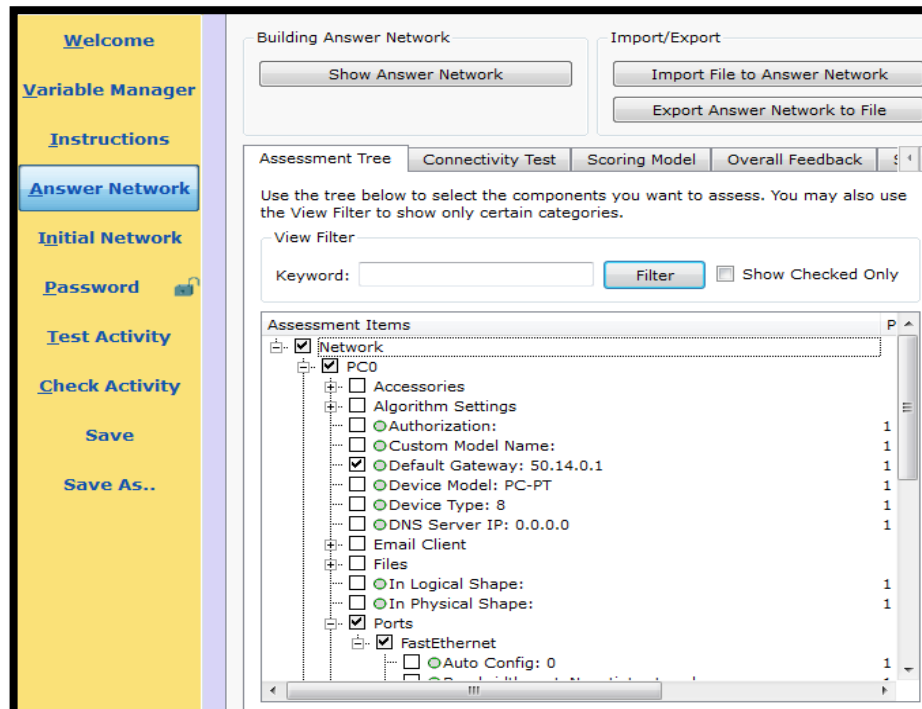 Welcome
Variable Manager
Instructions
Answer Network
Initial Network
Password
Test Activity
Check Activity
Save
Save As..
Building Answer Network
Show Answer Network
Import/Export
Import File to Answer Network
Export Answer Network to File
Assessment Tree
Connectivity Test
Scoring Model
Overall Feedback
Use the tree below to select the components you want to assess. You may also use
the View Filter to show only certain categories.
View Filter
Keyword:
Filter
Show Checked Only
Assessment Items P
Network
PC0
Accessories
Algorithm Settings
Authorization: 1
Custom Model Name: 1
Default Gateway: 50.14.0.1 1
Device Model: PC-PT 1
Device Type: 8 1
DNS Server IP: 0.0.0.0 1
Email Client
Files
In Logical Shape: 1
In Physical Shape: 1
Ports
FastEthernet
Auto Config: 0 1